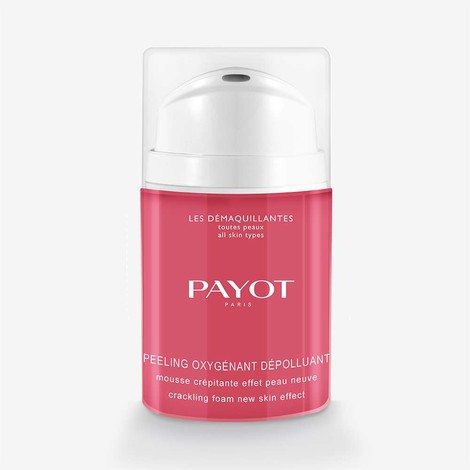 LES DÉMAQUILLANTES
toutes peaux
all skin types
PAYOT
PARIS
PEELING OXYGÉNANT DÉPOLLUANT
mousse crépitante effet peau neuve
crackling foam new skin effect